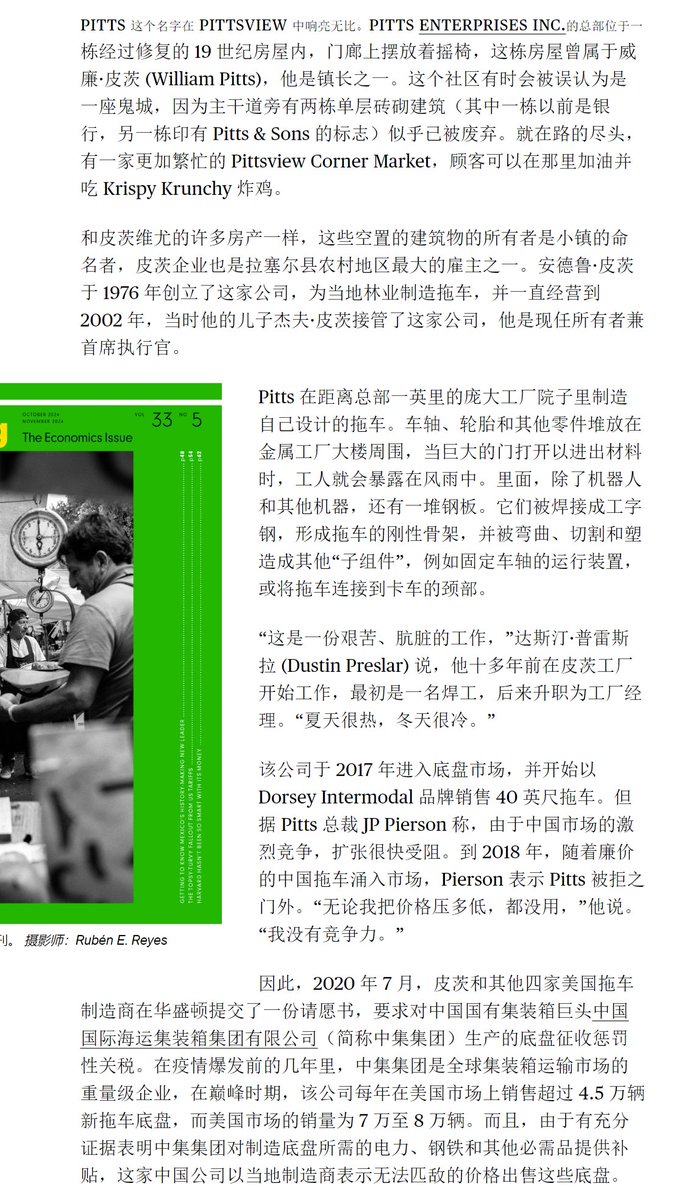 PITTS 这个名字在 PITTSVIEW 中响亮无比。PITTS ENTERPRISES INC.的总部位于一
栋经过修复的 19 世纪房屋内，门廊上摆放着摇椅，这栋房屋曾属于威
廉·皮茨 (William Pitts)，他是镇长之一。这个社区有时会被误认为是
一座鬼城，因为主干道旁有两栋单层砖砌建筑（其中一栋以前是银
行，另一栋印有 Pitts & Sons 的标志）似乎已被废弃。就在路的尽头，
有一家更加繁忙的 Pittsview Corner Market，顾客可以在那里加油并
吃 Krispy Krunchy 炸鸡。
和皮茨维尤的许多房产一样，这些空置的建筑物的所有者是小镇的命
名者，皮茨企业也是拉塞尔县农村地区最大的雇主之一。安德鲁·皮茨
于 1976 年创立了这家公司，为当地林业制造拖车，并一直经营到
2002 年，当时他的儿子杰夫·皮茨接管了这家公司，他是现任所有者兼
首席执行官。
OCTOBER 2024
NOVEMBER 2024
VOL 33 NO 5
g
The Economics Issue
p48
p54
p62
GETTING TO KNOW MEXICO'S HISTORY-MAKING NEW LEADER
THE TOPSY-TURVY FALLOUT FROM US TARIFFS
HARVARD HASN'T BEEN SO SMART WITH ITS MONEY
刊。 摄影师：Rubén E. Reyes
Pitts 在距离总部一英里的庞大工厂院子里制造
自己设计的拖车。车轴、轮胎和其他零件堆放在
金属工厂大楼周围，当巨大的门打开以进出材料
时，工人就会暴露在风雨中。里面，除了机器人
和其他机器，还有一堆钢板。它们被焊接成工字
钢，形成拖车的刚性骨架，并被弯曲、切割和塑
造成其他“子组件”，例如固定车轴的运行装置，
或将拖车连接到卡车的颈部。
“这是一份艰苦、肮脏的工作，”达斯汀·普雷斯
拉 (Dustin Preslar) 说，他十多年前在皮茨工厂
开始工作，最初是一名焊工，后来升职为工厂经
理。“夏天很热，冬天很冷。”
该公司于 2017 年进入底盘市场，并开始以
Dorsey Intermodal 品牌销售 40 英尺拖车。但
据 Pitts 总裁 JP Pierson 称，由于中国市场的激
烈竞争，扩张很快受阻。到 2018 年，随着廉价
的中国拖车涌入市场，Pierson 表示 Pitts 被拒之
门外。“无论我把价格压多低，都没用，”他说。
“我没有竞争力。”
因此，2020 年 7 月，皮茨和其他四家美国拖车
制造商在华盛顿提交了一份请愿书，要求对中国国有集装箱巨头中国
国际海运集装箱集团有限公司（简称中集集团）生产的底盘征收惩罚
性关税。在疫情爆发前的几年里，中集集团是全球集装箱运输市场的
重量级企业，在巅峰时期，该公司每年在美国市场上销售超过 4.5 万辆
新拖车底盘，而美国市场的销量为 7 万至 8 万辆。而且，由于有充分
证据表明中集集团对制造底盘所需的电力、钢铁和其他必需品提供补
贴，这家中国公司以当地制造商表示无法匹敌的价格出售这些底盘。